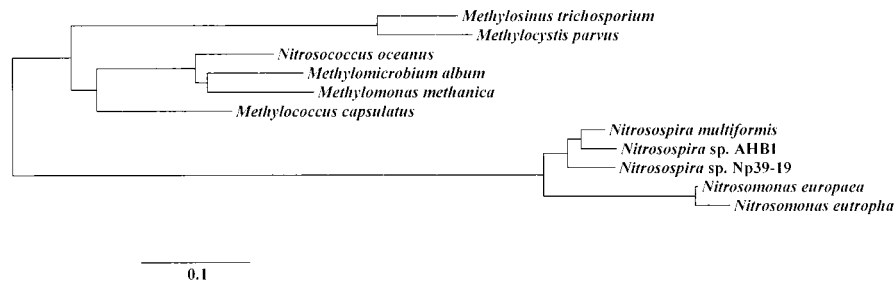 Methylosinus trichosporium
Methylocystis parvus
Nitrosococcus oceanus
Methylomicrobium album
Methylomonas methanica
Methylococcus capsulatus
Nitrosospira multiformis
Nitrosospira sp. AHB1
Nitrosospira sp. Np39-19
Nitrosomonas europaea
Nitrosomonas eutropha
0.1